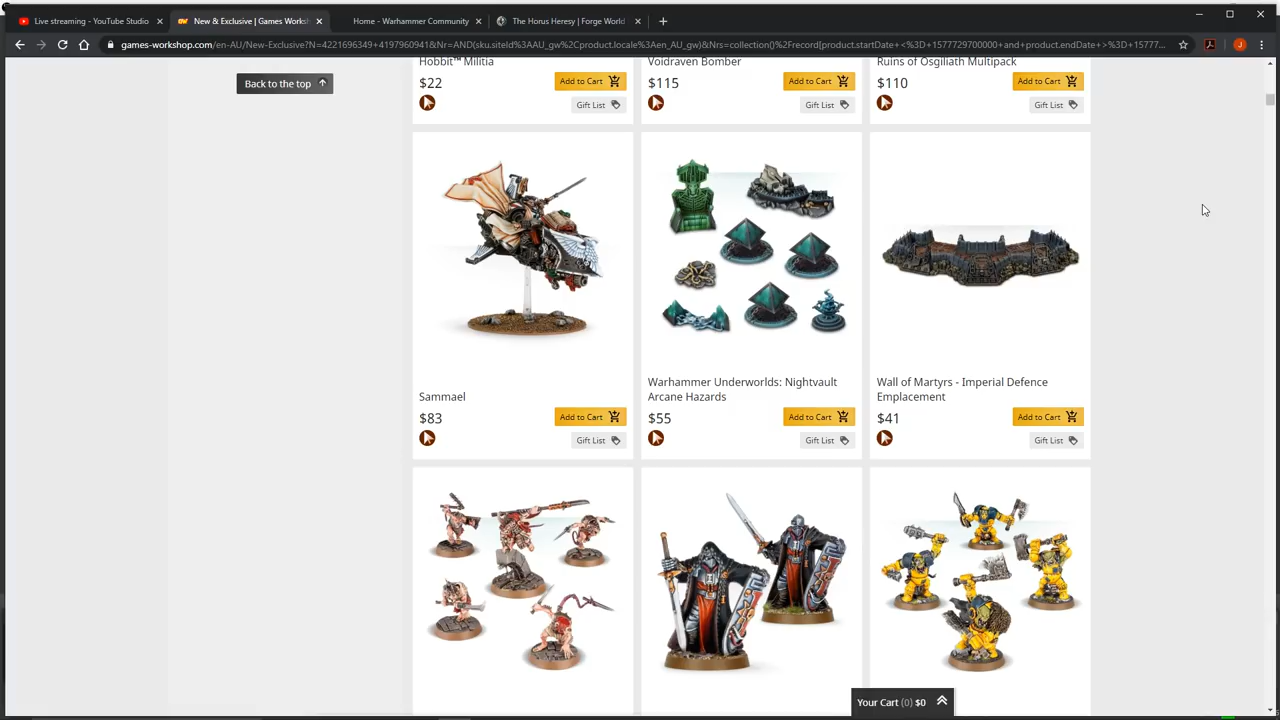 Live streaming - YouTube Studio
New & Exclusive | Games Worksh
Home - Warhammer Community
The Horus Heresy | Forge World
games-workshop.com/en-AU/New-Exclusive?N=4221696349+4197960941&Nr=AND(sku.siteId%3AAU_gw%2Cproduct.locale%3Aen_AU_gw)&Nrs=collection()%2Frecord[product.startDate+<%3D+1577729700000+and+product.endDate+>%3D+15777...
J
Back to the top
Hobbit™ Militia
Voidraven Bomber
Ruins of Osgiliath Multipack
$22
Add to Cart
$115
Add to Cart
$110
Add to Cart
Gift List
Gift List
Gift List
Sammael
Warhammer Underworlds: Nightvault
Arcane Hazards
Wall of Martyrs - Imperial Defence
Emplacement
$83
Add to Cart
$55
Add to Cart
$41
Add to Cart
Gift List
Gift List
Gift List
Your Cart (0) $0